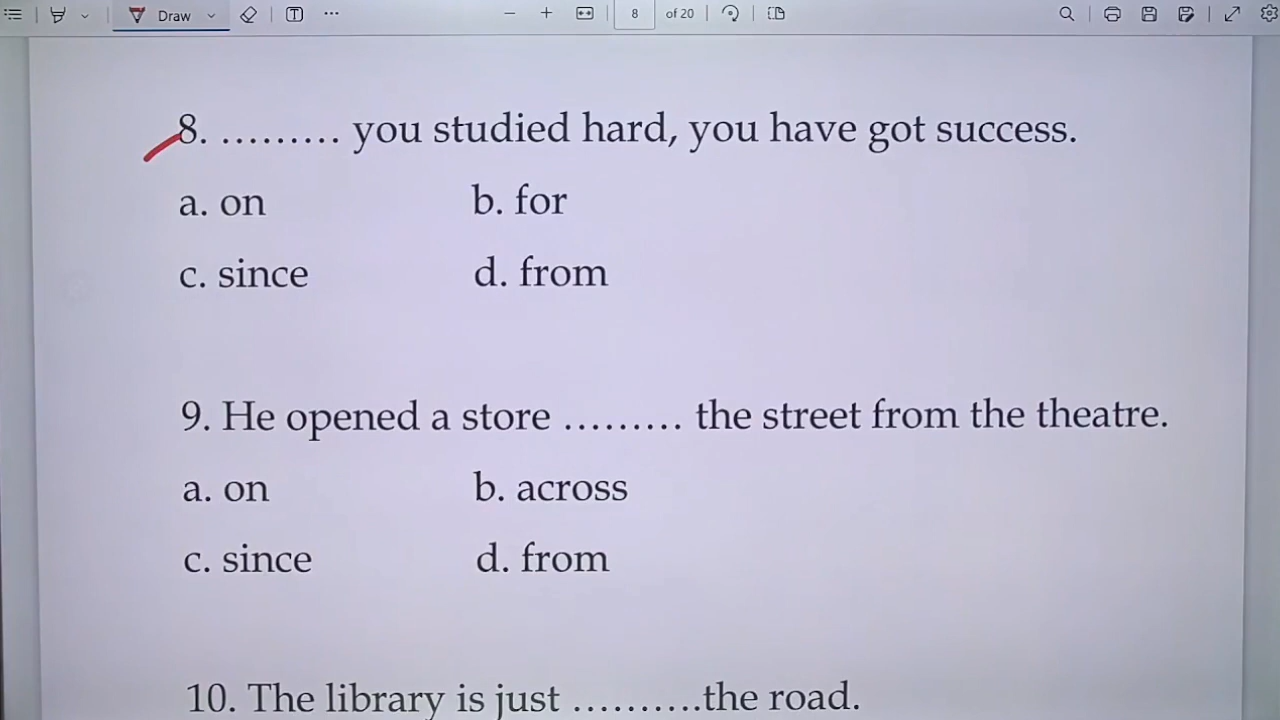 Draw
8
of 20
8. ......... you studied hard, you have got success.
a. on b. for
c. since d. from
9. He opened a store ......... the street from the theatre.
a. on b. across
c. since d. from
10. The library is just ..........the road.